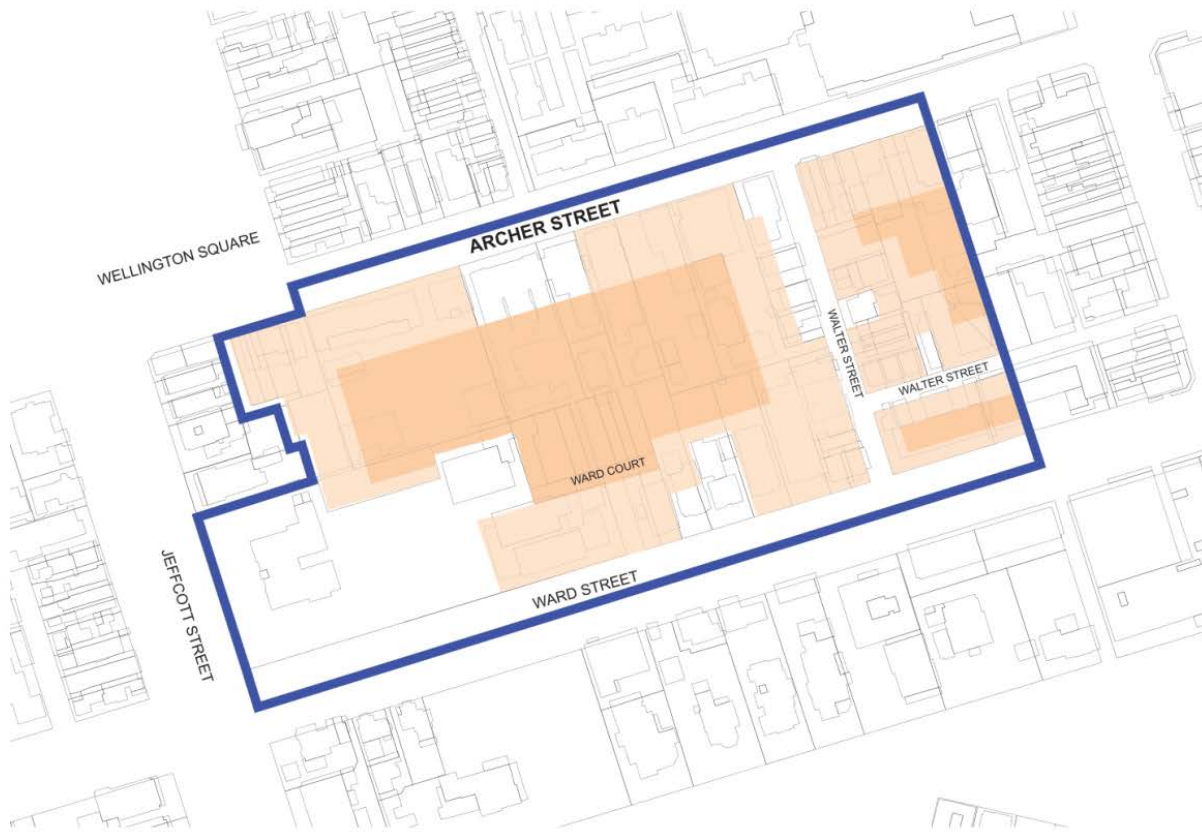 ARCHER STREET
WELLINGTON SQUARE
WALTER STREET
WALTER STREET
WARD COURT
JEFFCOTT STREET
WARD STREET